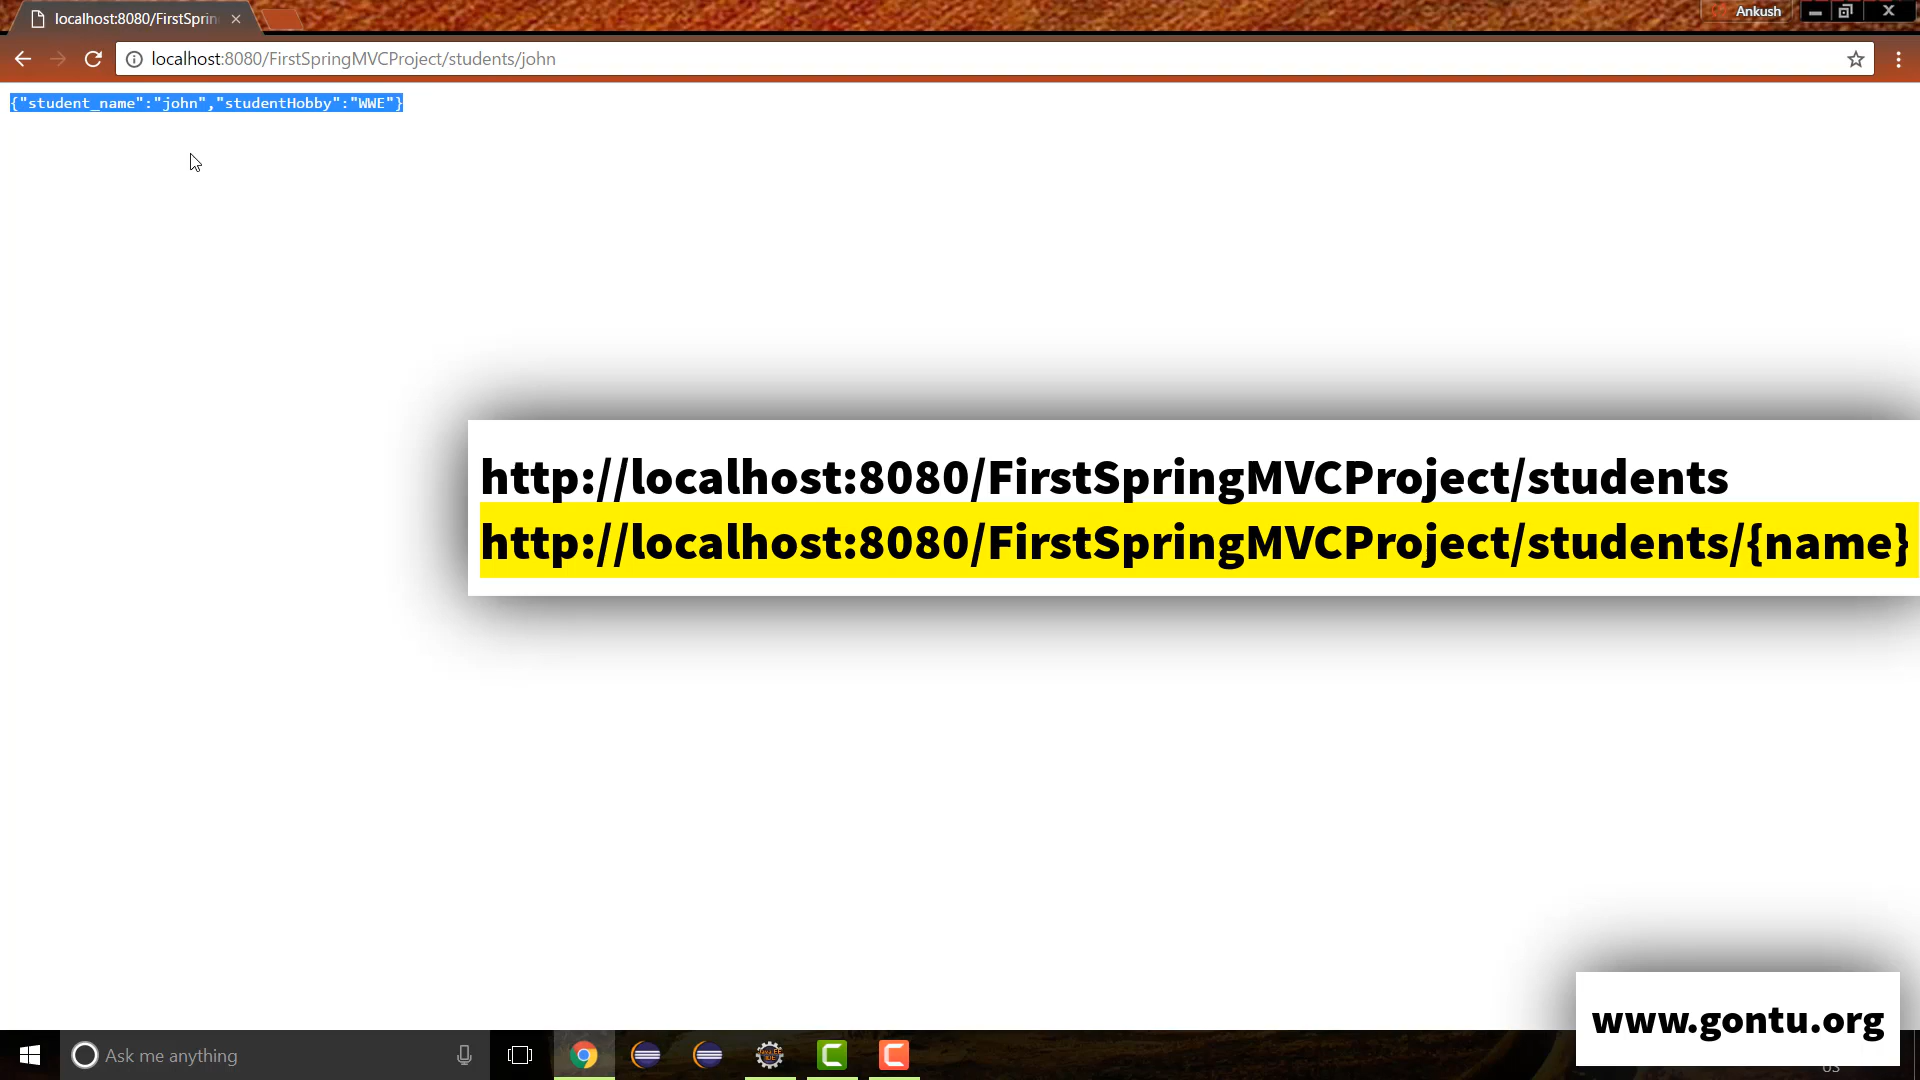 localhost:8080/FirstSprin
Ankush
localhost:8080/FirstSpringMVCProject/students/john
{"student_name":"john","studentHobby":"WWE"}
http://localhost:8080/FirstSpringMVCProject/students
http://localhost:8080/FirstSpringMVCProject/students/{name}
www.gontu.org
Ask me anything